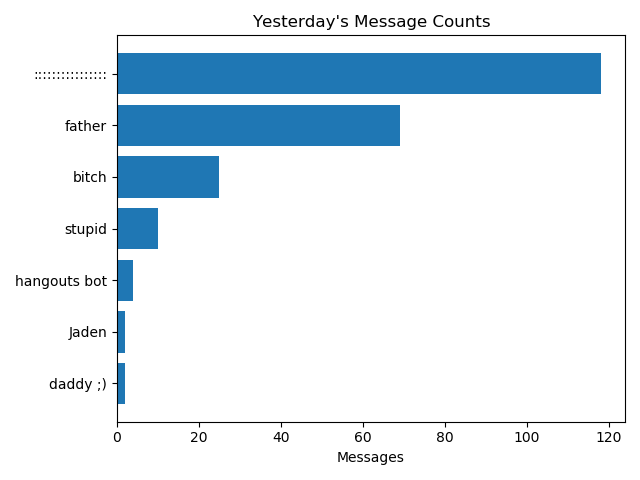 Yesterday's Message Counts
::::::::::::::::
father
bitch
stupid
hangouts bot
Jaden
daddy ;)
0 20 40 60 80 100 120
Messages